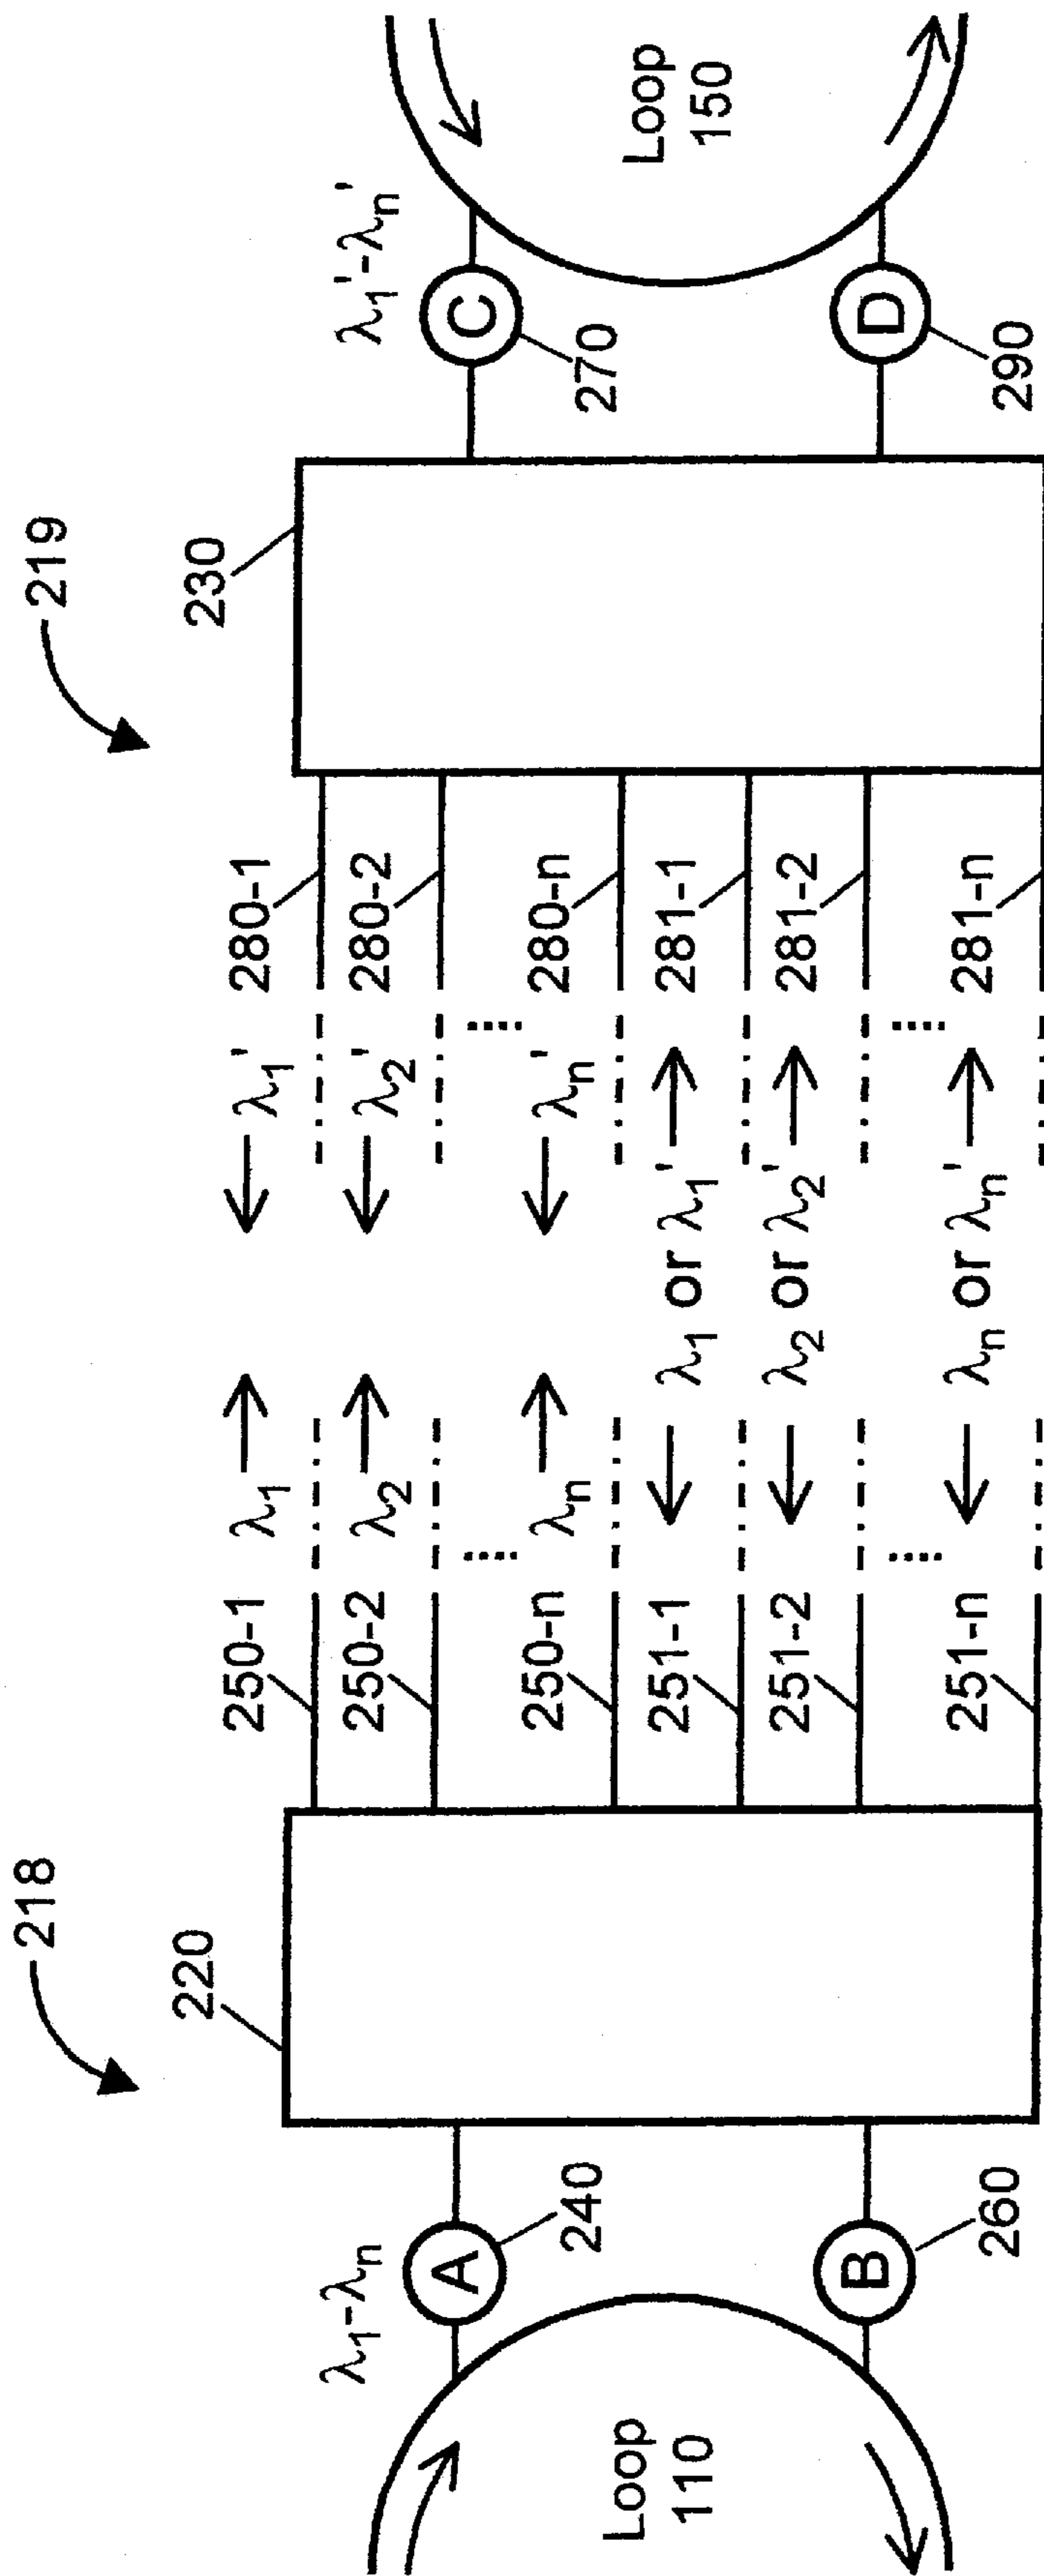 218
219
220
230
λ1–λn
A
240
B
260
Loop
110
250-1
λ1
250-2
λ2
250-n
λn
251-1
251-2
251-n
λ1 or λ1'
λ2 or λ2'
λn or λn'
λ1'
280-1
λ2'
280-2
λn'
280-n
281-1
281-2
281-n
λ1'–λn'
C
270
D
290
Loop
150